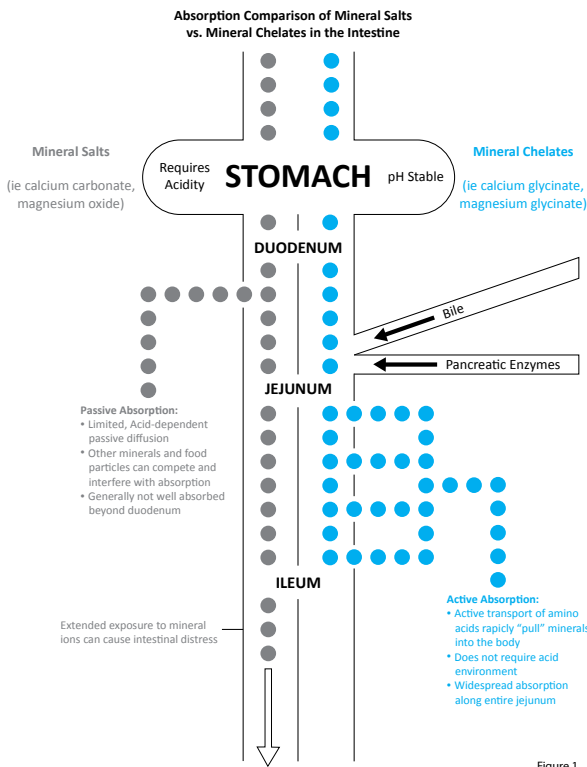 Absorption Comparison of Mineral Salts
vs. Mineral Chelates in the Intestine
Mineral Salts
(ie calcium carbonate,
magnesium oxide)
Requires
Acidity
STOMACH
pH Stable
Mineral Chelates
(ie calcium glycinate,
magnesium glycinate)
DUODENUM
Bile
Pancreatic Enzymes
JEJUNUM
Passive Absorption:
• Limited, Acid-dependent
passive diffusion
• Other minerals and food
particles can compete and
interfere with absorption
• Generally not well absorbed
beyond duodenum
ILEUM
Extended exposure to mineral
ions can cause intestinal distress
Active Absorption:
• Active transport of amino
acids rapicly "pull" minerals
into the body
• Does not require acid
environment
• Widespread absorption
along entire jejunum
Figure 1